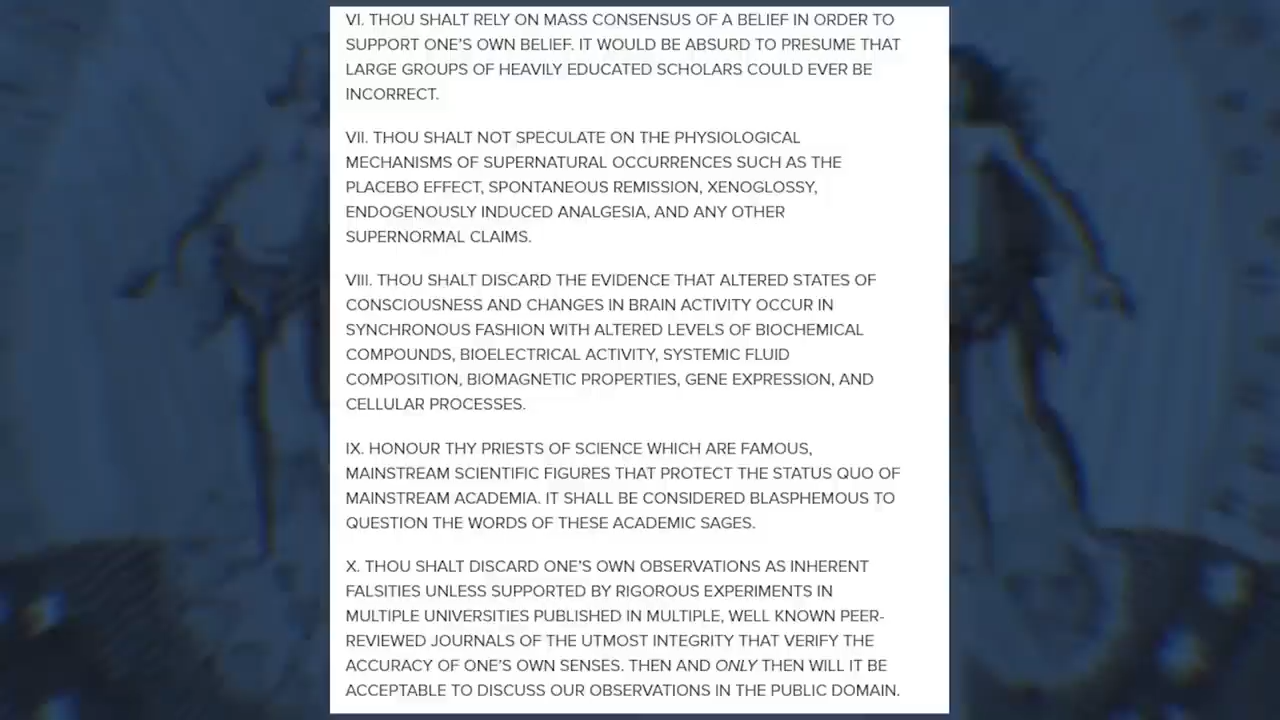 VI. THOU SHALT RELY ON MASS CONSENSUS OF A BELIEF IN ORDER TO
SUPPORT ONE'S OWN BELIEF. IT WOULD BE ABSURD TO PRESUME THAT
LARGE GROUPS OF HEAVILY EDUCATED SCHOLARS COULD EVER BE
INCORRECT.
VII. THOU SHALT NOT SPECULATE ON THE PHYSIOLOGICAL
MECHANISMS OF SUPERNATURAL OCCURRENCES SUCH AS THE
PLACEBO EFFECT, SPONTANEOUS REMISSION, XENOGLOSSY,
ENDOGENOUSLY INDUCED ANALGESIA, AND ANY OTHER
SUPERNORMAL CLAIMS.
VIII. THOU SHALT DISCARD THE EVIDENCE THAT ALTERED STATES OF
CONSCIOUSNESS AND CHANGES IN BRAIN ACTIVITY OCCUR IN
SYNCHRONOUS FASHION WITH ALTERED LEVELS OF BIOCHEMICAL
COMPOUNDS, BIOELECTRICAL ACTIVITY, SYSTEMIC FLUID
COMPOSITION, BIOMAGNETIC PROPERTIES, GENE EXPRESSION, AND
CELLULAR PROCESSES.
IX. HONOUR THY PRIESTS OF SCIENCE WHICH ARE FAMOUS,
MAINSTREAM SCIENTIFIC FIGURES THAT PROTECT THE STATUS QUO OF
MAINSTREAM ACADEMIA. IT SHALL BE CONSIDERED BLASPHEMOUS TO
QUESTION THE WORDS OF THESE ACADEMIC SAGES.
X. THOU SHALT DISCARD ONE'S OWN OBSERVATIONS AS INHERENT
FALSITIES UNLESS SUPPORTED BY RIGOROUS EXPERIMENTS IN
MULTIPLE UNIVERSITIES PUBLISHED IN MULTIPLE, WELL KNOWN PEER-
REVIEWED JOURNALS OF THE UTMOST INTEGRITY THAT VERIFY THE
ACCURACY OF ONE'S OWN SENSES. THEN AND ONLY THEN WILL IT BE
ACCEPTABLE TO DISCUSS OUR OBSERVATIONS IN THE PUBLIC DOMAIN.